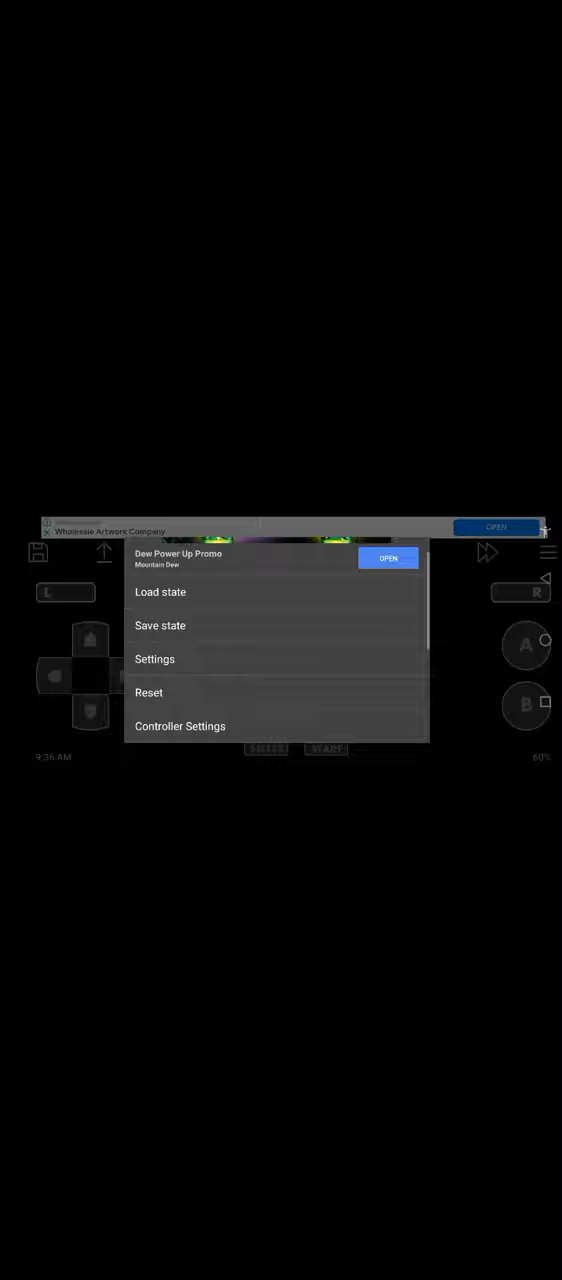 Wholesale Artwork Company
OPEN
Dew Power Up Promo
Mountain Dew
OPEN
Load state
Save state
Settings
Reset
Controller Settings
L
R
A
B
SELECT
START
9:36 AM
60%